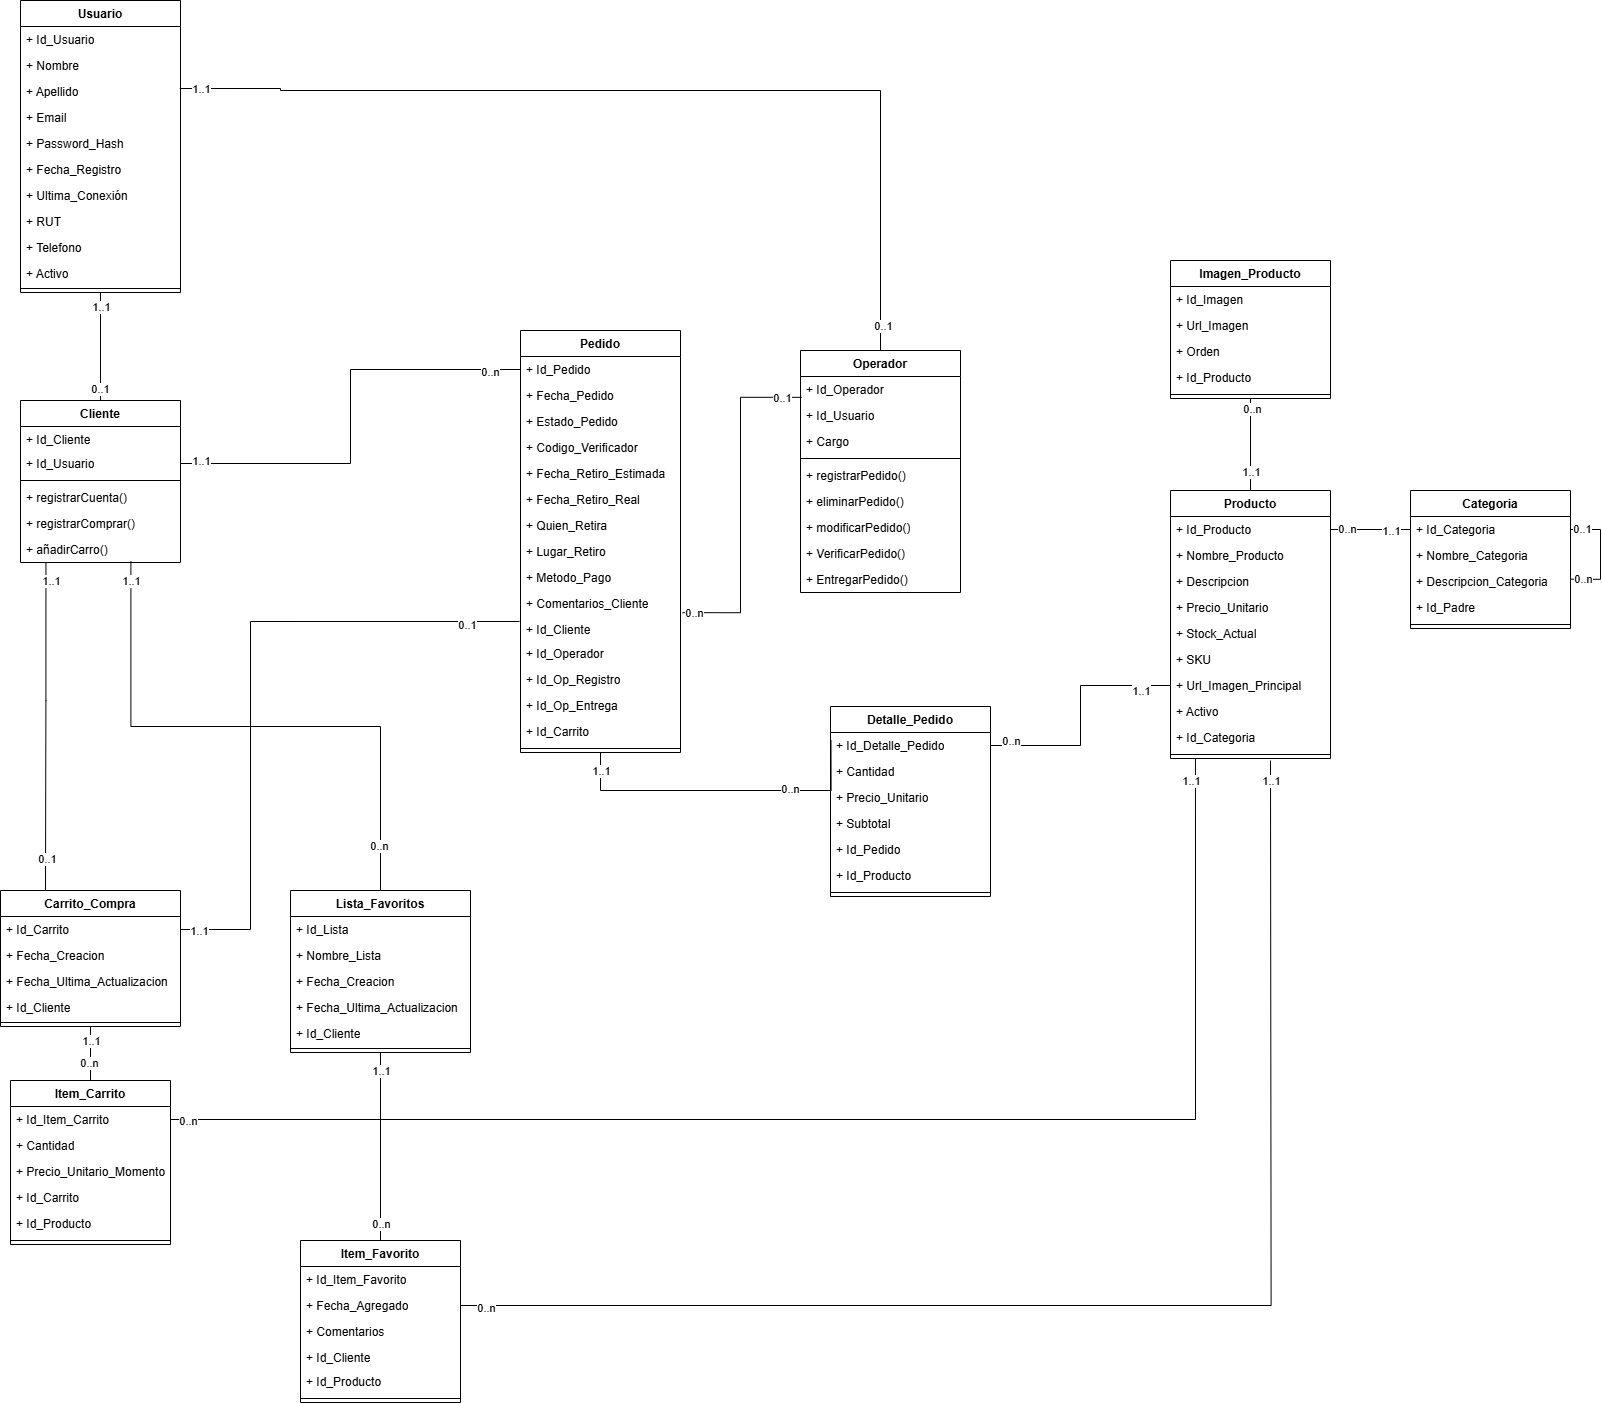 Usuario
+ Id_Usuario
+ Nombre
+ Apellido
+ Email
+ Password_Hash
+ Fecha_Registro
+ Ultima_Conexión
+ RUT
+ Telefono
+ Activo
1..1
0..1
1..1
0..1
Cliente
+ Id_Cliente
+ Id_Usuario
+ registrarCuenta()
+ registrarComprar()
+ añadirCarro()
1..1
0..n
1..1
0..1
1..1
0..n
Pedido
+ Id_Pedido
+ Fecha_Pedido
+ Estado_Pedido
+ Codigo_Verificador
+ Fecha_Retiro_Estimada
+ Fecha_Retiro_Real
+ Quien_Retira
+ Lugar_Retiro
+ Metodo_Pago
+ Comentarios_Cliente
+ Id_Cliente
+ Id_Operador
+ Id_Op_Registro
+ Id_Op_Entrega
+ Id_Carrito
0..1
1..1
0..n
0..1
1..1
0..n
Operador
+ Id_Operador
+ Id_Usuario
+ Cargo
+ registrarPedido()
+ eliminarPedido()
+ modificarPedido()
+ VerificarPedido()
+ EntregarPedido()
Imagen_Producto
+ Id_Imagen
+ Url_Imagen
+ Orden
+ Id_Producto
0..n
1..1
Producto
+ Id_Producto
+ Nombre_Producto
+ Descripcion
+ Precio_Unitario
+ Stock_Actual
+ SKU
+ Url_Imagen_Principal
+ Activo
+ Id_Categoria
0..n
1..1
Categoria
+ Id_Categoria
+ Nombre_Categoria
+ Descripcion_Categoria
+ Id_Padre
0..1
0..n
Detalle_Pedido
+ Id_Detalle_Pedido
+ Cantidad
+ Precio_Unitario
+ Subtotal
+ Id_Pedido
+ Id_Producto
0..n
1..1
1..1
1..1
Carrito_Compra
+ Id_Carrito
+ Fecha_Creacion
+ Fecha_Ultima_Actualizacion
+ Id_Cliente
1..1
0..n
Lista_Favoritos
+ Id_Lista
+ Nombre_Lista
+ Fecha_Creacion
+ Fecha_Ultima_Actualizacion
+ Id_Cliente
1..1
0..n
Item_Carrito
+ Id_Item_Carrito
+ Cantidad
+ Precio_Unitario_Momento
+ Id_Carrito
+ Id_Producto
0..n
Item_Favorito
+ Id_Item_Favorito
+ Fecha_Agregado
+ Comentarios
+ Id_Cliente
+ Id_Producto
0..n